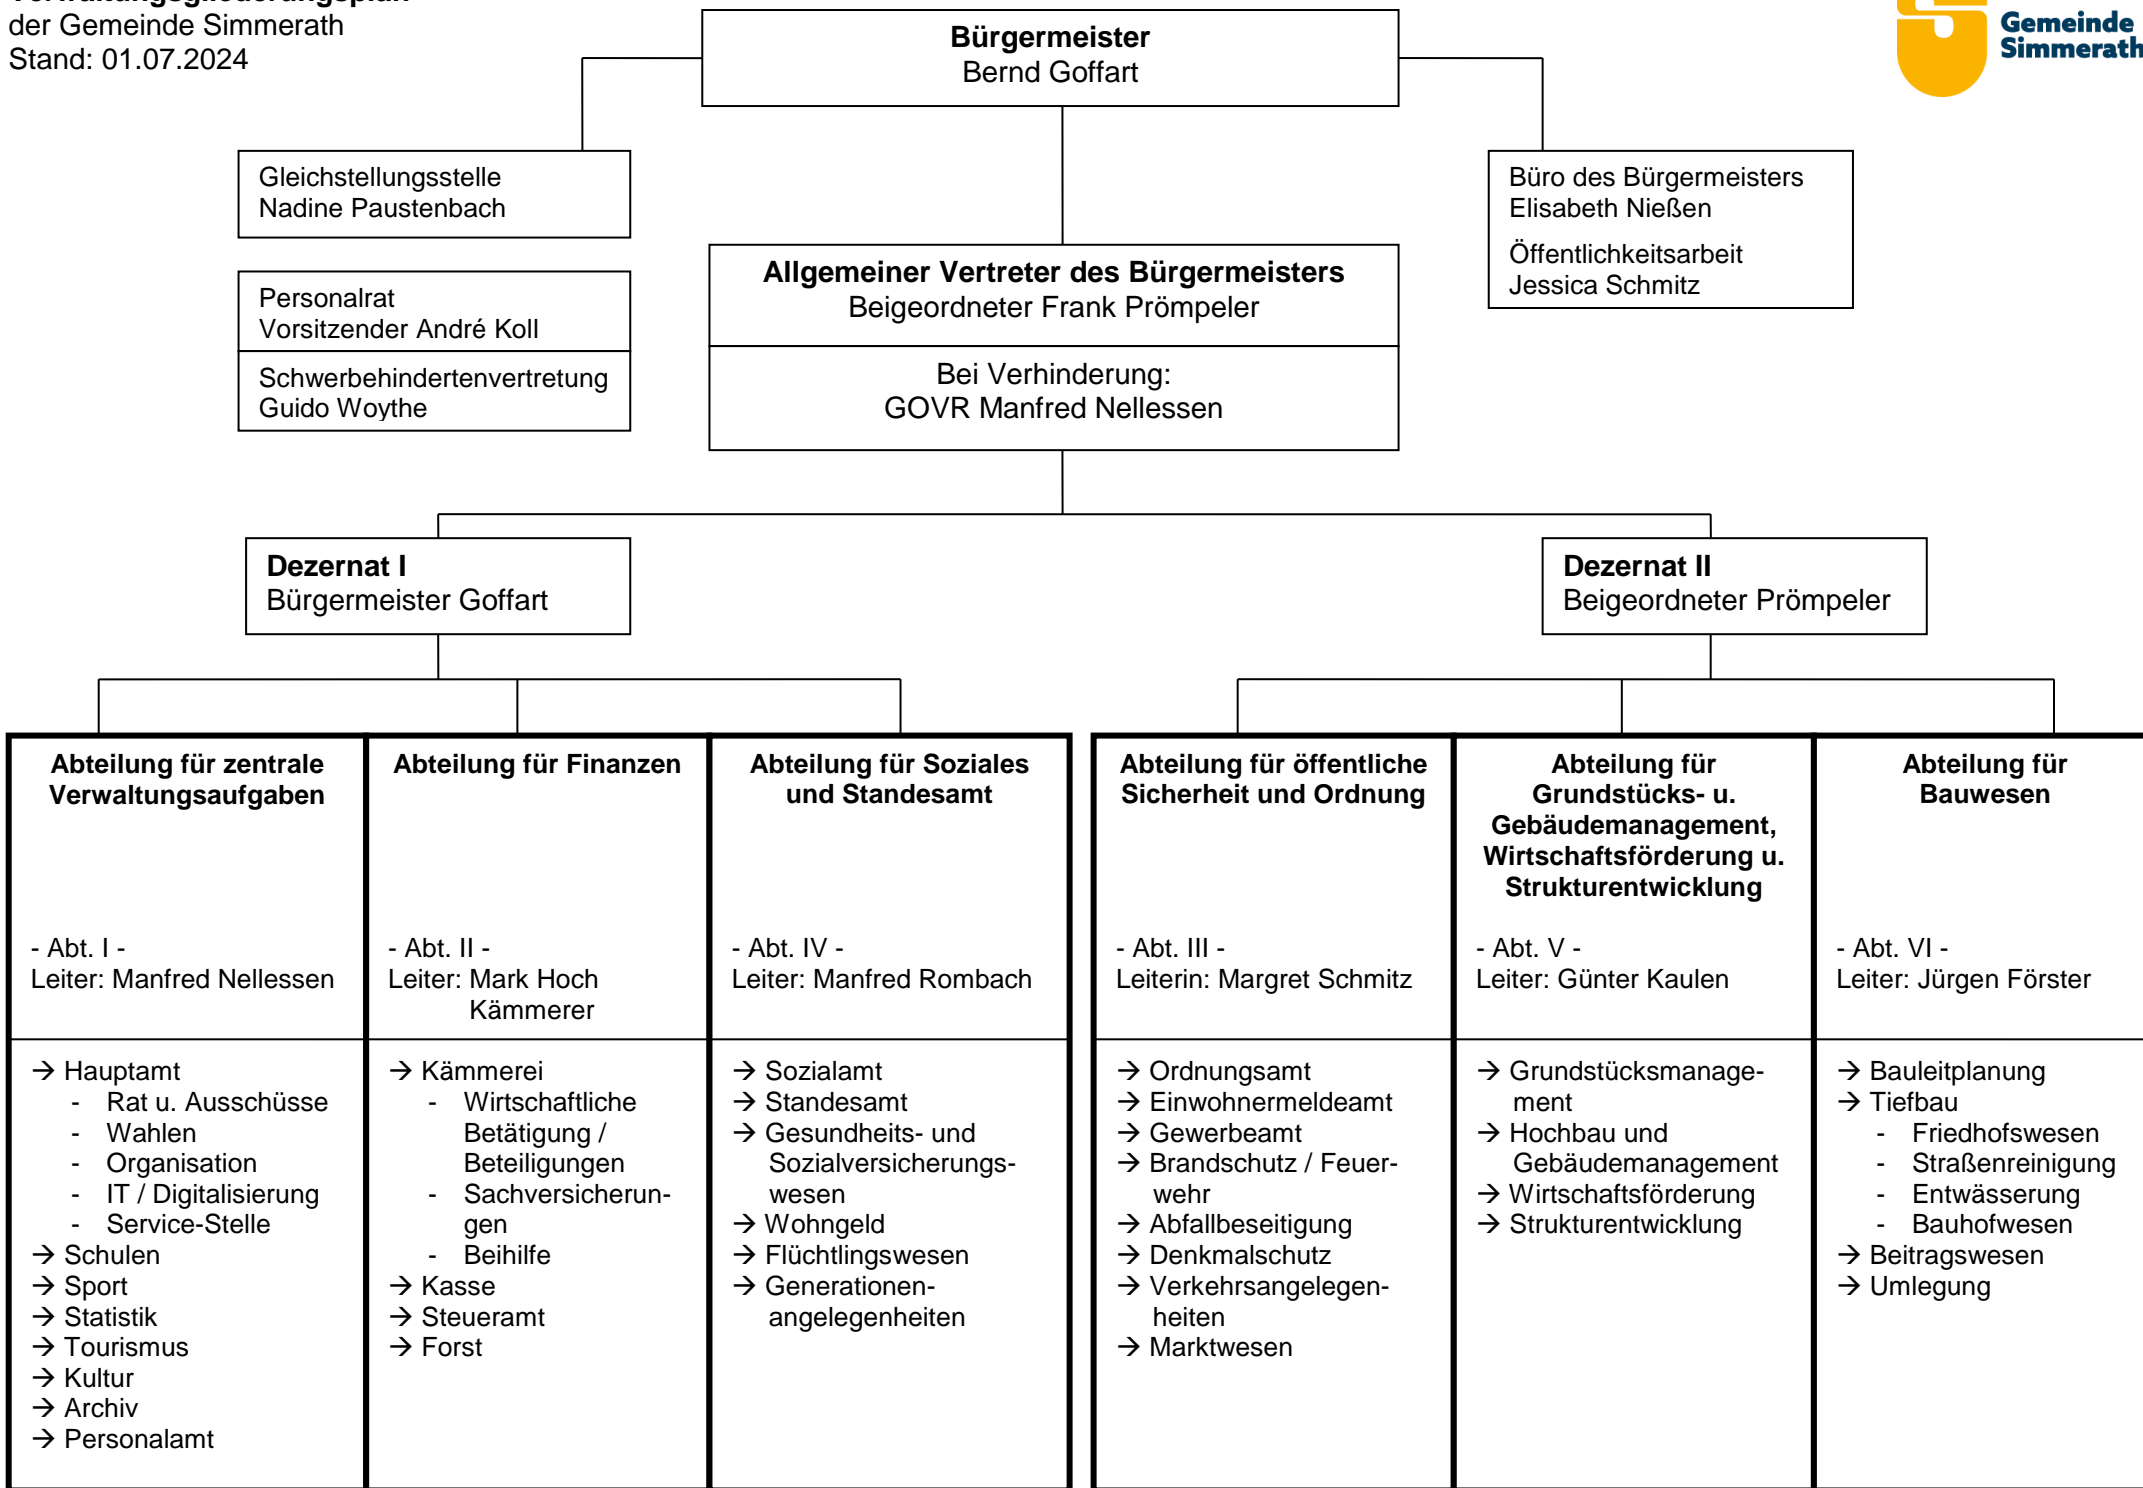 Verwaltungsgliederungsplan
der Gemeinde Simmerath
Stand: 01.07.2024
Gemeinde
Simmerath
Bürgermeister
Bernd Goffart
Gleichstellungsstelle
Nadine Paustenbach
Büro des Bürgermeisters
Elisabeth Nießen
Öffentlichkeitsarbeit
Jessica Schmitz
Personalrat
Vorsitzender André Koll
Schwerbehindertenvertretung
Guido Woythe
Allgemeiner Vertreter des Bürgermeisters
Beigeordneter Frank Prömpeler
Bei Verhinderung:
GOVR Manfred Nellessen
Dezernat I
Bürgermeister Goffart
Dezernat II
Beigeordneter Prömpeler
Abteilung für zentrale
Verwaltungsaufgaben
- Abt. I -
Leiter: Manfred Nellessen
→ Hauptamt
- Rat u. Ausschüsse
- Wahlen
- Organisation
- IT / Digitalisierung
- Service-Stelle
→ Schulen
→ Sport
→ Statistik
→ Tourismus
→ Kultur
→ Archiv
→ Personalamt
Abteilung für Finanzen
- Abt. II -
Leiter: Mark Hoch
Kämmerer
→ Kämmerei
- Wirtschaftliche
Betätigung /
Beteiligungen
- Sachversicherun-
gen
- Beihilfe
→ Kasse
→ Steueramt
→ Forst
Abteilung für Soziales
und Standesamt
- Abt. IV -
Leiter: Manfred Rombach
→ Sozialamt
→ Standesamt
→ Gesundheits- und
Sozialversicherungs-
wesen
→ Wohngeld
→ Flüchtlingswesen
→ Generationen-
angelegenheiten
Abteilung für öffentliche
Sicherheit und Ordnung
- Abt. III -
Leiterin: Margret Schmitz
→ Ordnungsamt
→ Einwohnermeldeamt
→ Gewerbeamt
→ Brandschutz / Feuer-
wehr
→ Abfallbeseitigung
→ Denkmalschutz
→ Verkehrsangelegen-
heiten
→ Marktwesen
Abteilung für
Grundstücks- u.
Gebäudemanagement,
Wirtschaftsförderung u.
Strukturentwicklung
- Abt. V -
Leiter: Günter Kaulen
→ Grundstücksmanage-
ment
→ Hochbau und
Gebäudemanagement
→ Wirtschaftsförderung
→ Strukturentwicklung
Abteilung für
Bauwesen
- Abt. VI -
Leiter: Jürgen Förster
→ Bauleitplanung
→ Tiefbau
- Friedhofswesen
- Straßenreinigung
- Entwässerung
- Bauhofwesen
→ Beitragswesen
→ Umlegung